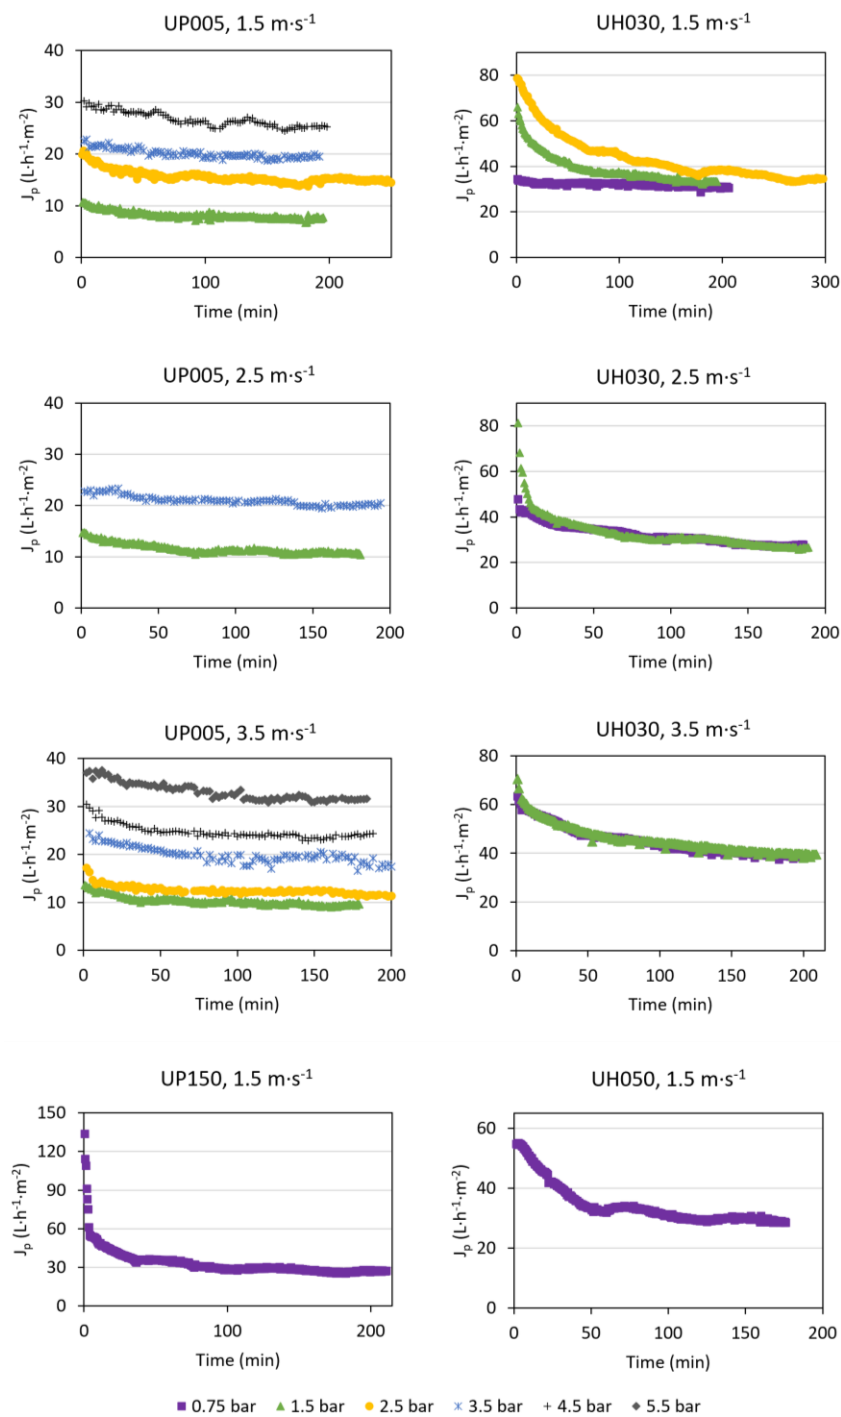 UP005, 1.5 m·s⁻¹
40
30
20
10
0
0 100 200
Jₚ (L·h⁻¹·m⁻²)
Time (min)
UH030, 1.5 m·s⁻¹
80
60
40
20
0
0 100 200 300
Jₚ (L·h⁻¹·m⁻²)
Time (min)
UP005, 2.5 m·s⁻¹
40
30
20
10
0
0 50 100 150 200
Jₚ (L·h⁻¹·m⁻²)
Time (min)
UH030, 2.5 m·s⁻¹
80
60
40
20
0
0 50 100 150 200
Jₚ (L·h⁻¹·m⁻²)
Time (min)
UP005, 3.5 m·s⁻¹
40
30
20
10
0
0 50 100 150 200
Jₚ (L·h⁻¹·m⁻²)
Time (min)
UH030, 3.5 m·s⁻¹
80
60
40
20
0
0 50 100 150 200
Jₚ (L·h⁻¹·m⁻²)
Time (min)
UP150, 1.5 m·s⁻¹
150
120
90
60
30
0
0 100 200
Jₚ (L·h⁻¹·m⁻²)
Time (min)
UH050, 1.5 m·s⁻¹
60
40
20
0
0 50 100 150 200
Jₚ (L·h⁻¹·m⁻²)
Time (min)
0.75 bar 1.5 bar 2.5 bar 3.5 bar 4.5 bar 5.5 bar